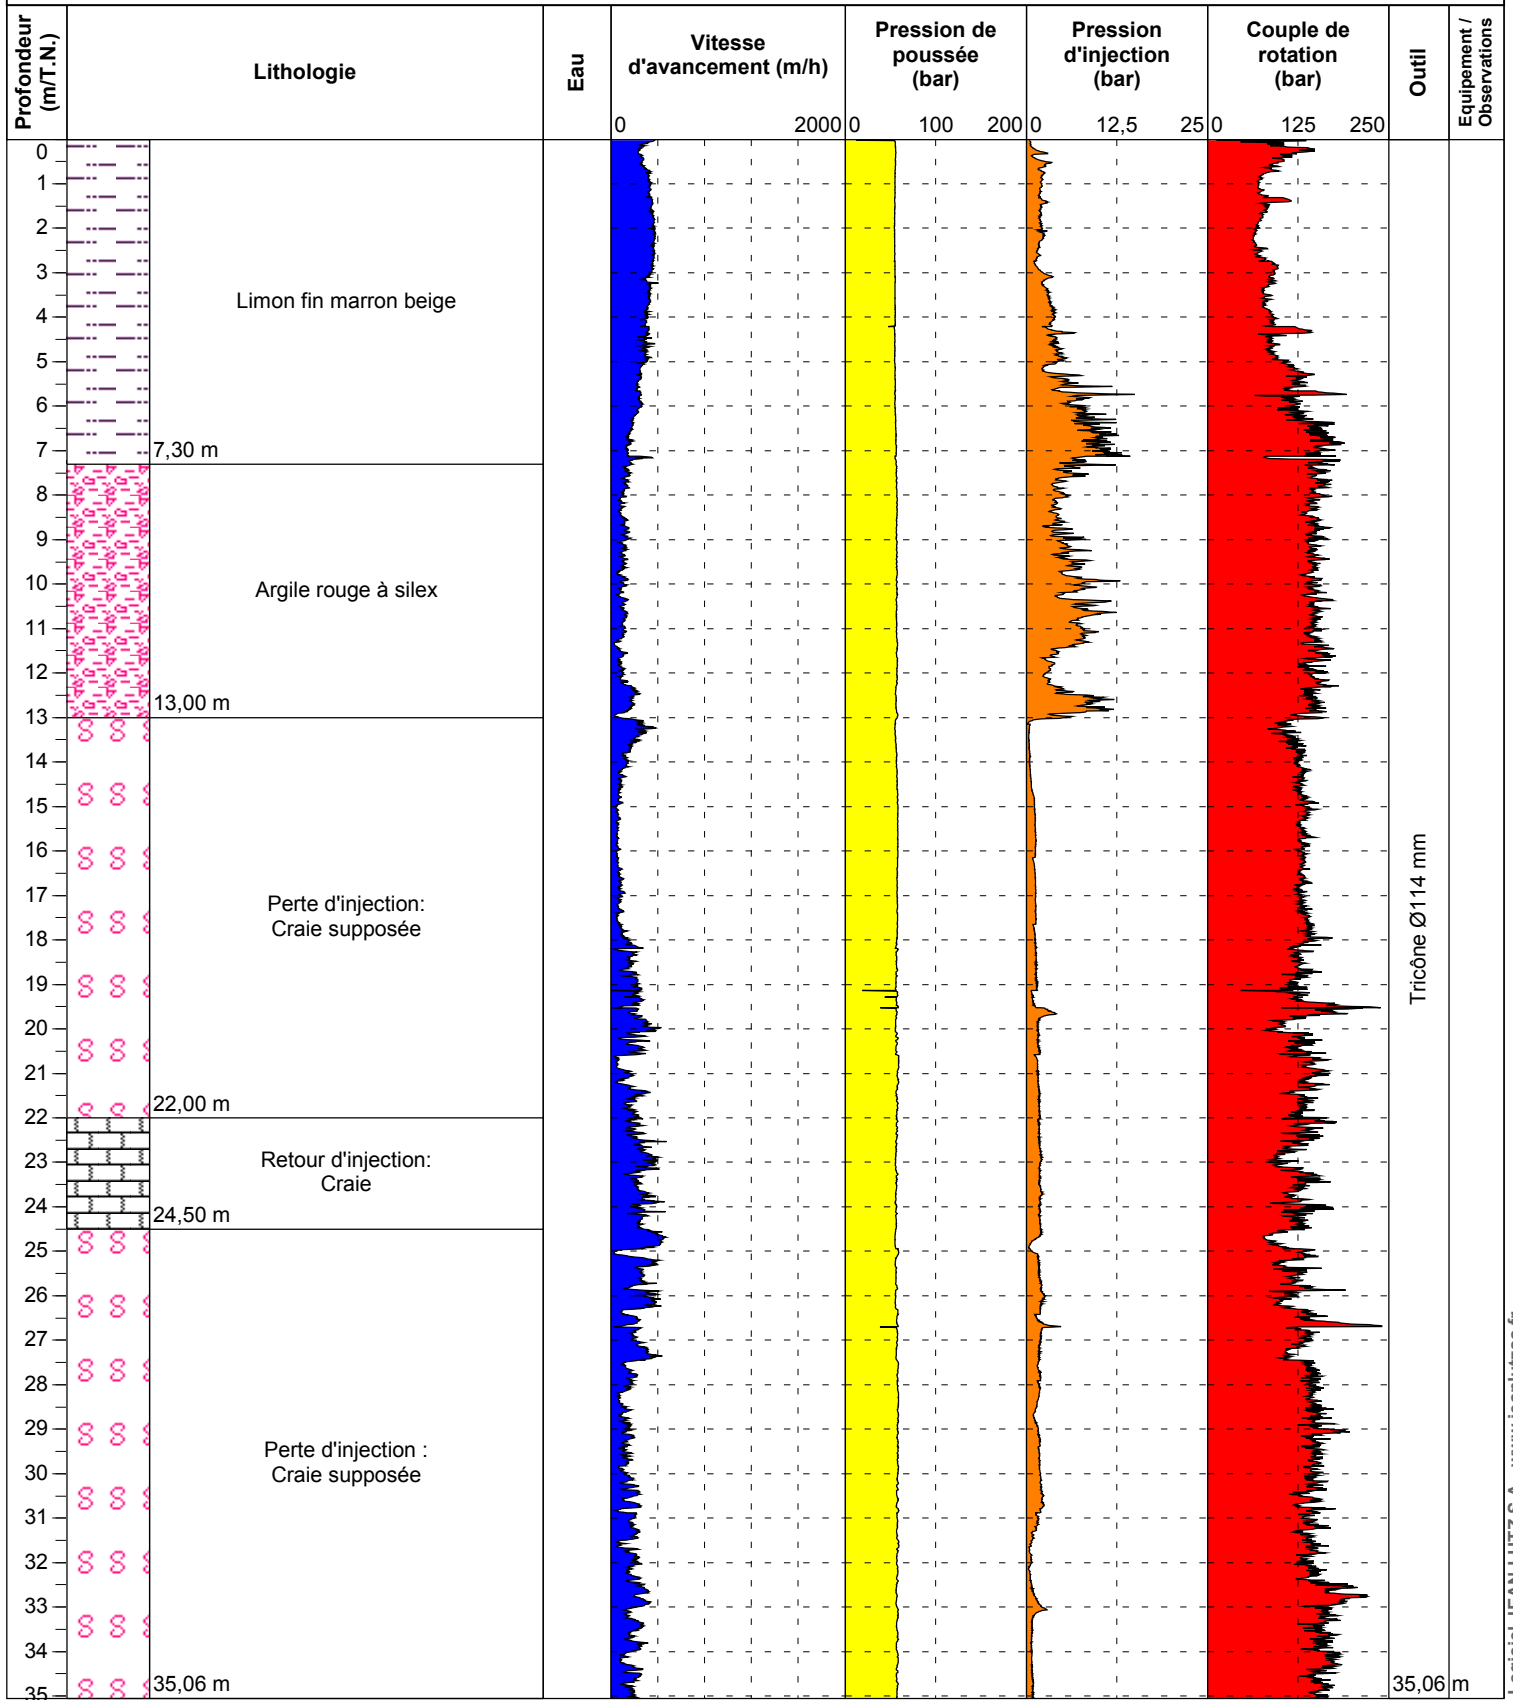 Profondeur
(m/T.N.)
Lithologie
Eau
Vitesse
d'avancement (m/h)
Pression de
poussée
(bar)
Pression
d'injection
(bar)
Couple de
rotation
(bar)
Outil
Equipement /
Observations
0 2000
0 100 200
0 12,5 25
0 125 250
0
1
2
3
4
5
6
7
8
9
10
11
12
13
14
15
16
17
18
19
20
21
22
23
24
25
26
27
28
29
30
31
32
33
34
35
Limon fin marron beige
7,30 m
Argile rouge à silex
13,00 m
Perte d'injection:
Craie supposée
22,00 m
Retour d'injection:
Craie
24,50 m
Perte d'injection :
Craie supposée
35,06 m
Tricône Ø114 mm
35,06 m